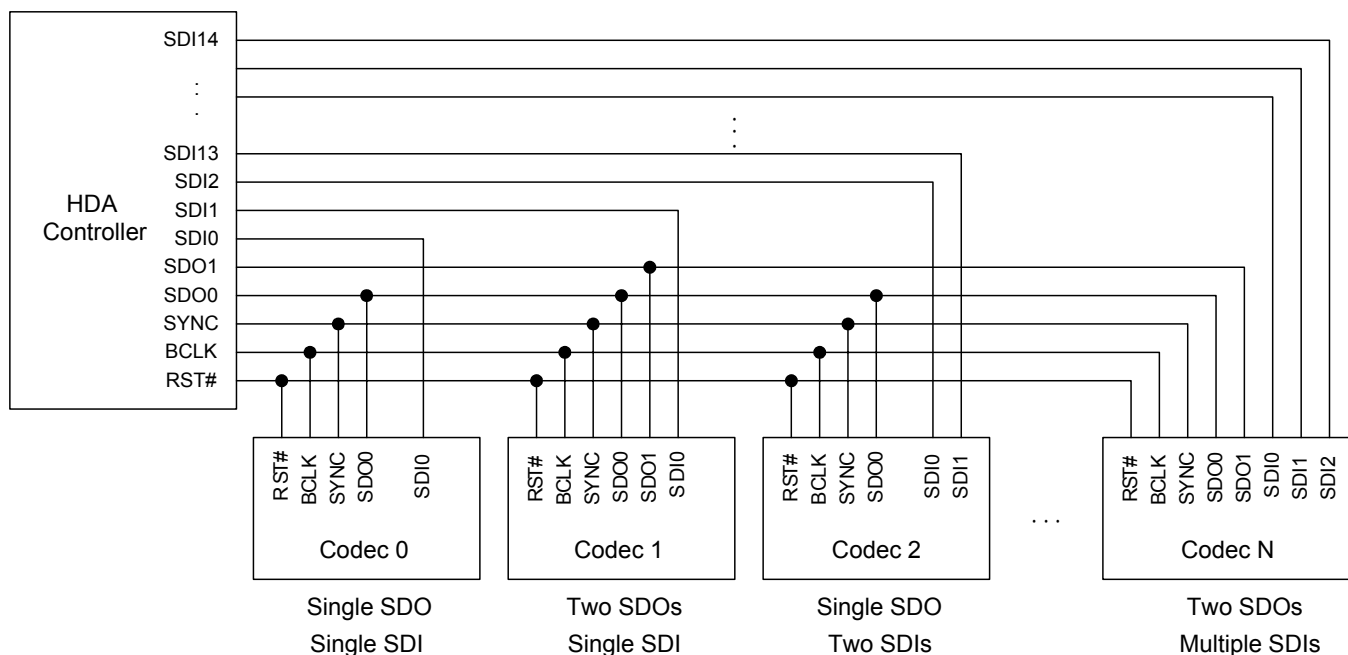 SDI14
.
.
.
SDI13
SDI2
HDA
Controller
SDI1
SDI0
SDO1
SDO0
SYNC
BCLK
RST#
.
.
.
RST#
BCLK
SYNC
SDO0
SDI0
Codec 0
Single SDO
Single SDI
RST#
BCLK
SYNC
SDO0
SDO1
SDI0
Codec 1
Two SDOs
Single SDI
RST#
BCLK
SYNC
SDO0
SDI0
SDI1
Codec 2
Single SDO
Two SDIs
. . .
RST#
BCLK
SYNC
SDO0
SDO1
SDI0
SDI1
SDI2
Codec N
Two SDOs
Multiple SDIs